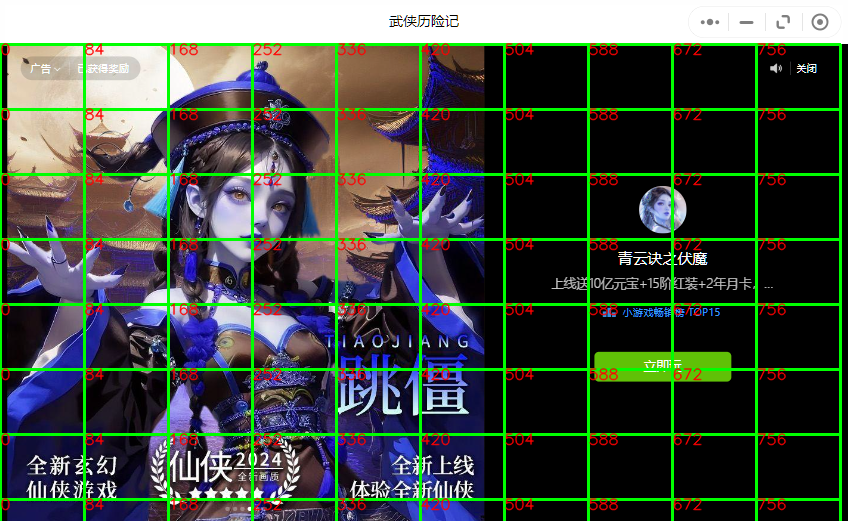 武侠历险记
广告 已获得奖励
关闭
0 84 168 252 336 420 504 588 672 756
0 84 168 252 336 420 504 588 672 756
0 84 168 252 336 420 504 588 672 756
0 84 168 252 336 420 504 588 672 756
青云诀之伏魔
上线送10亿元宝+15阶红装+2年月卡，...
0 84 168 252 336 420 504 588 672 756
小游戏畅销榜 TOP15
TIAOJIANG
跳僵
立即玩
0 84 168 252 336 420 504 588 672 756
0 84 168 252 336 420 504 588 672 756
全新玄幻
仙侠游戏
仙侠 2024
全新画质
全新上线
体验全新仙侠
0 84 168 252 336 420 504 588 672 756